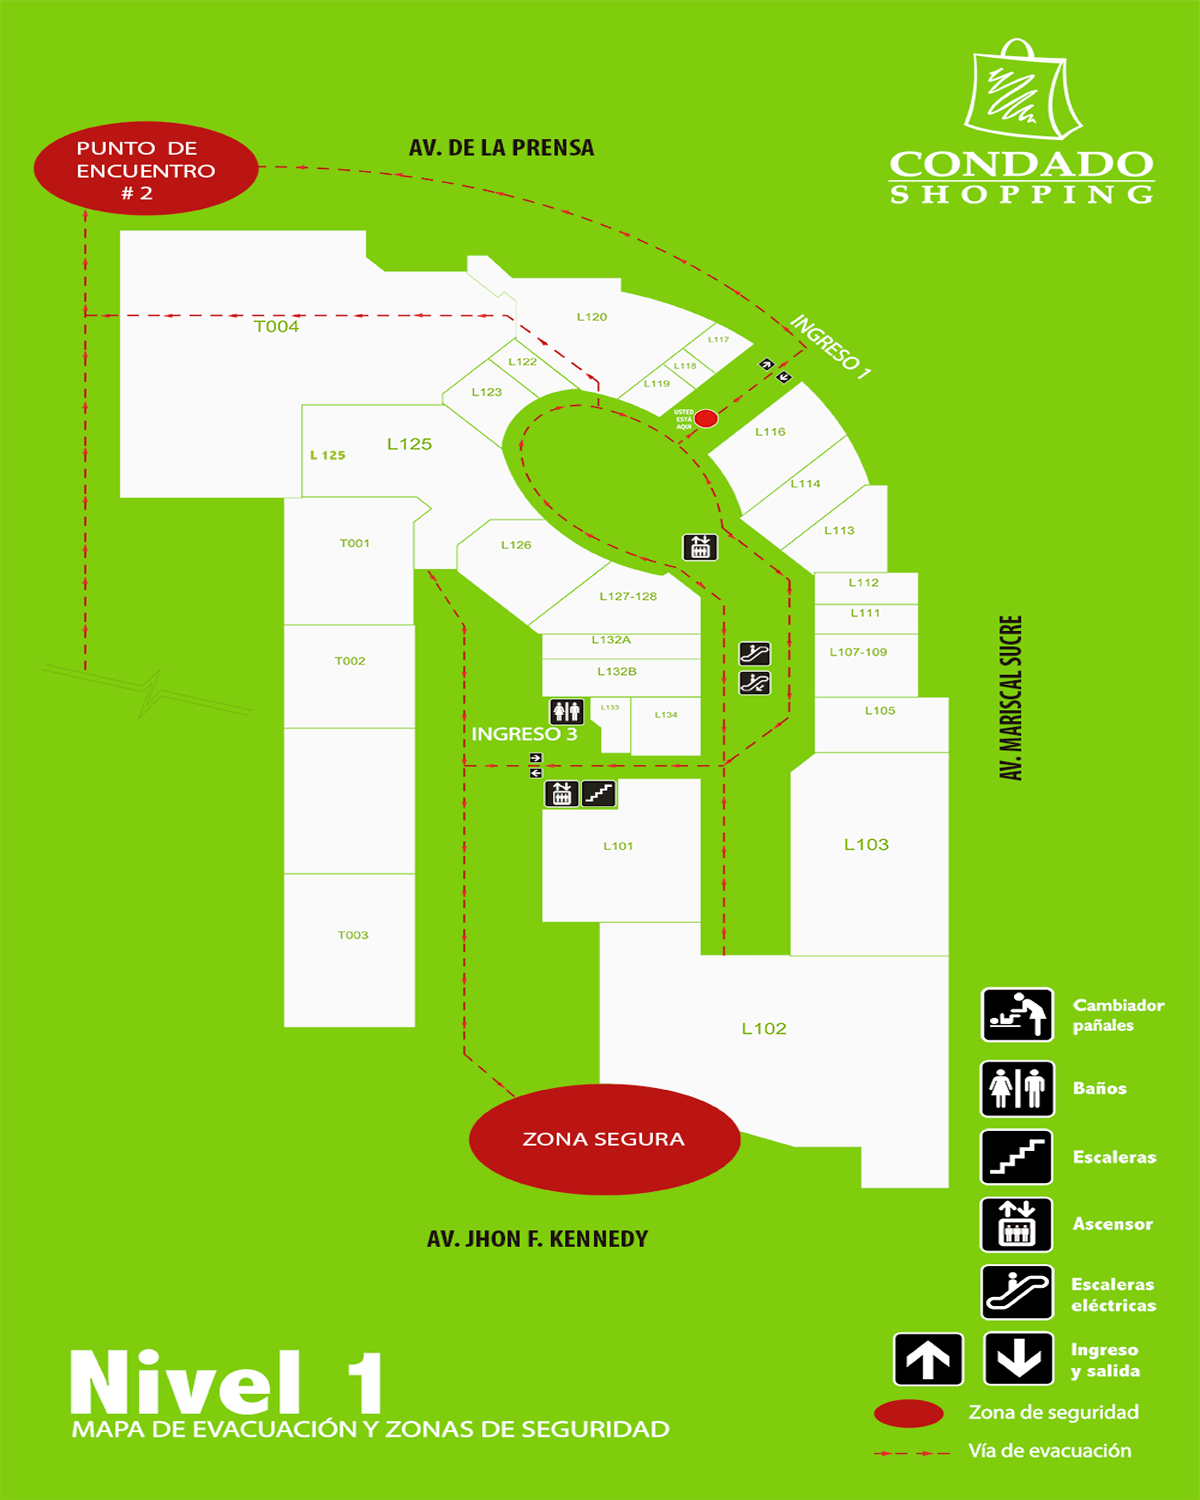 CONDADO
SHOPPING
AV. DE LA PRENSA
PUNTO DE
ENCUENTRO
# 2
INGRESO 1
T004
L120
L117
L118
L119
L122
L123
USTED
ESTÁ
AQUI
L116
L125
L 125
L114
L113
T001
L126
L112
L127-128
L111
L132A
T002
L107-109
L132B
L133
L134
L105
INGRESO 3
AV. MARISCAL SUCRE
L101
L103
T003
L102
ZONA SEGURA
AV. JHON F. KENNEDY
Cambiador
pañales
Baños
Escaleras
Ascensor
Escaleras
eléctricas
Ingreso
y salida
Zona de seguridad
Vía de evacuación
Nivel 1
MAPA DE EVACUACIÓN Y ZONAS DE SEGURIDAD